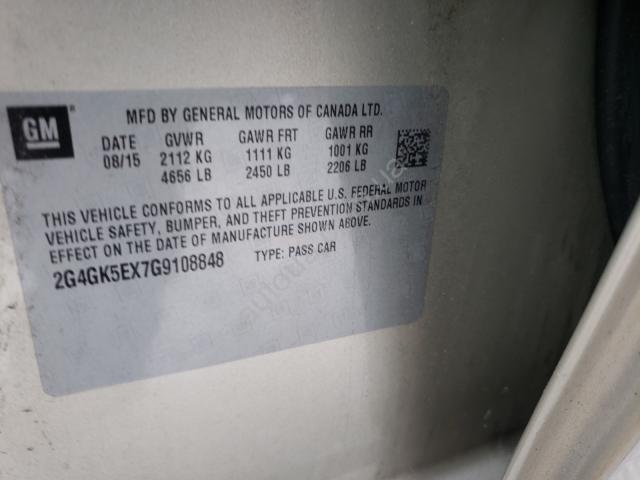 GM
MFD BY GENERAL MOTORS OF CANADA LTD.
DATE GVWR GAWR FRT GAWR RR
08/15 2112 KG 1111 KG 1001 KG
4656 LB 2450 LB 2206 LB
THIS VEHICLE CONFORMS TO ALL APPLICABLE U.S. FEDERAL MOTOR
VEHICLE SAFETY, BUMPER, AND THEFT PREVENTION STANDARDS IN
EFFECT ON THE DATE OF MANUFACTURE SHOWN ABOVE.
2G4GK5EX7G9108848 TYPE: PASS CAR